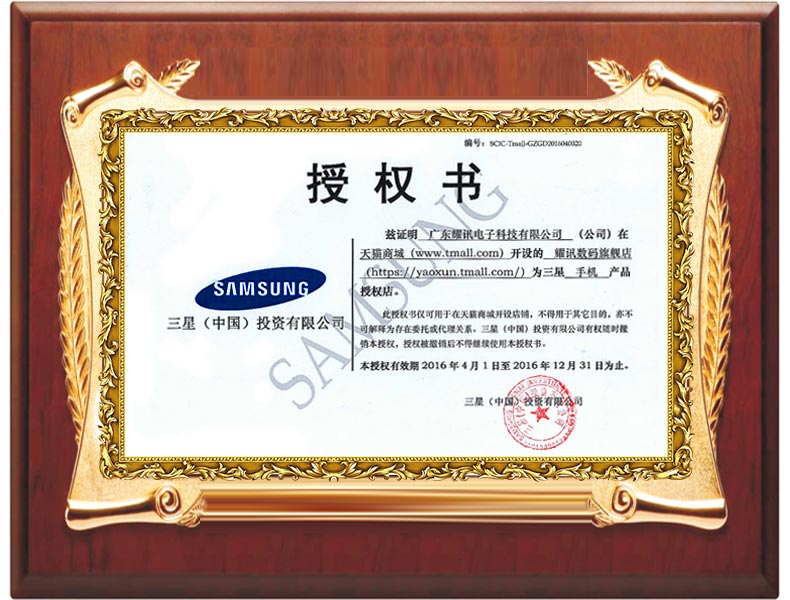 编号：SCIC-Tmall-GZGD2016040020
授权书
兹证明 广东耀讯电子科技有限公司 （公司）在
天猫商城（www.tmall.com）开设的 耀讯数码旗舰店
（https://yaoxun.tmall.com/）为三星 手机 产品
授权店。
此授权书仅可用于在天猫商城开设店铺，不得用于其它目的，亦不
可解释为存在委托或代理关系。三星（中国）投资有限公司有权随时撤
销本授权，授权被撤销后不得继续使用本授权书。
本授权有效期 2016 年 4 月 1 日至 2016 年 12 月 31 日为止。
三星（中国）投资有限公司
SAMSUNG
三星（中国）投资有限公司
SAMSUNG